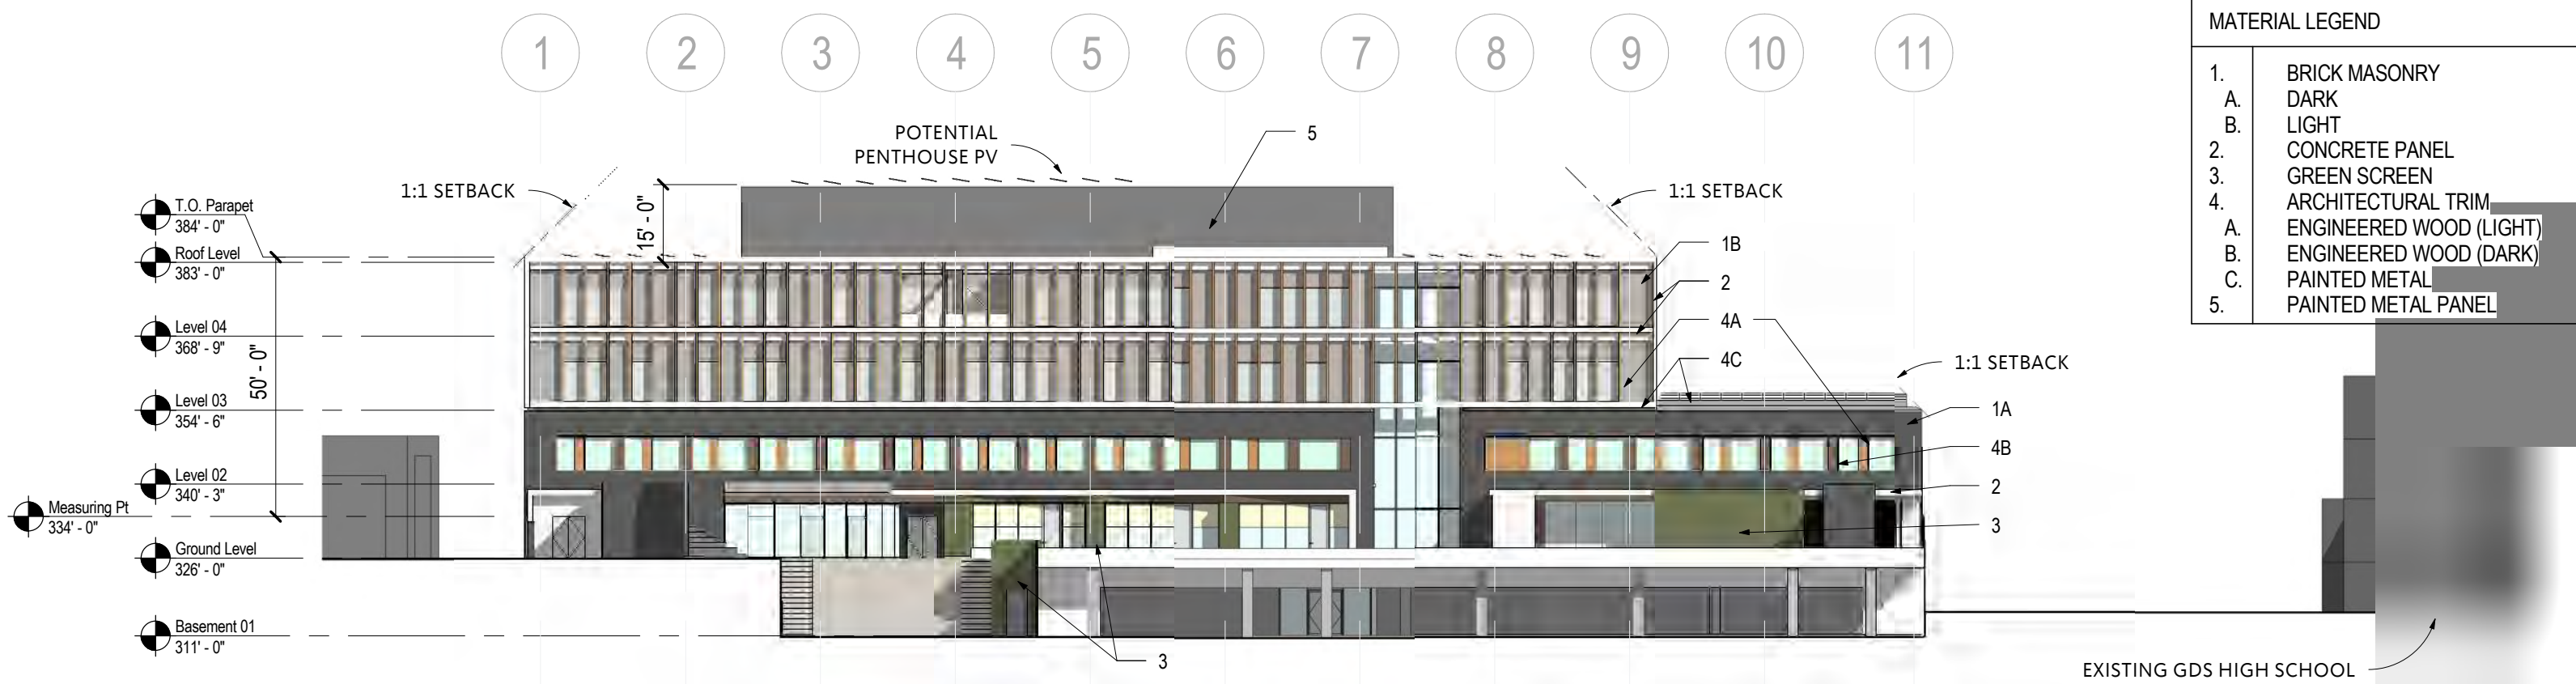 1 2 3 4 5 6 7 8 9 10 11
MATERIAL LEGEND
1. BRICK MASONRY
A. DARK
B. LIGHT
2. CONCRETE PANEL
3. GREEN SCREEN
4. ARCHITECTURAL TRIM
A. ENGINEERED WOOD (LIGHT)
B. ENGINEERED WOOD (DARK)
C. PAINTED METAL
5. PAINTED METAL PANEL
POTENTIAL
PENTHOUSE PV
5
1:1 SETBACK
1:1 SETBACK
15' - 0"
T.O. Parapet
384' - 0"
Roof Level
383' - 0"
Level 04
368' - 9"
50' - 0"
Level 03
354' - 6"
Level 02
340' - 3"
Measuring Pt
334' - 0"
Ground Level
326' - 0"
Basement 01
311' - 0"
1B
2
4A
4C
1:1 SETBACK
1A
4B
2
3
3
EXISTING GDS HIGH SCHOOL